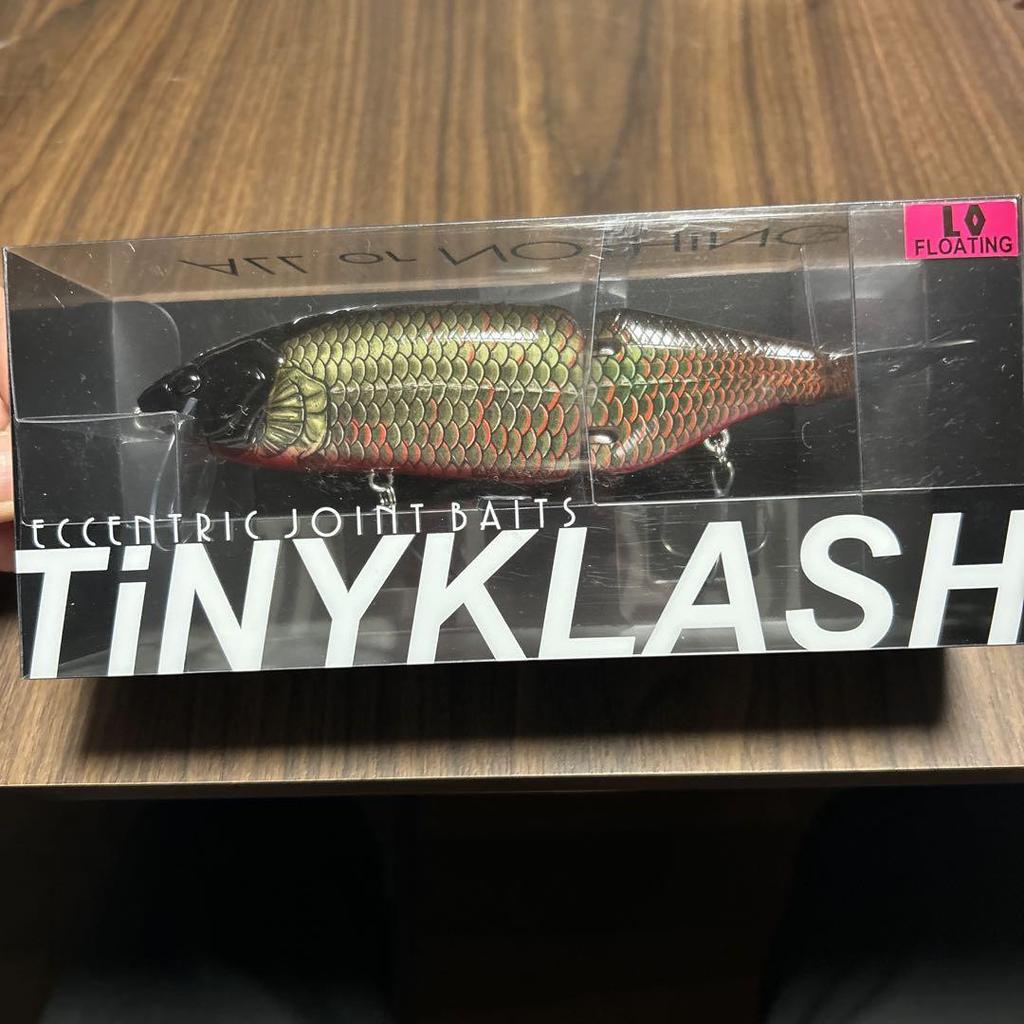 ALL or NOTHiNG
LO
FLOATING
ECCENTRIC JOINT BAITS
TiNYKLASH